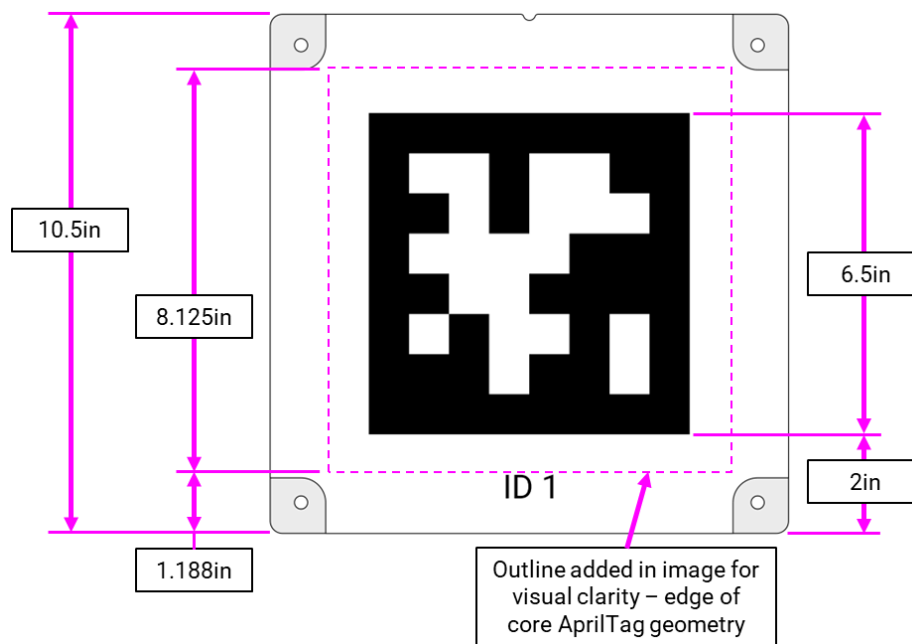 10.5in
8.125in
6.5in
2in
ID 1
1.188in
Outline added in image for
visual clarity – edge of
core AprilTag geometry